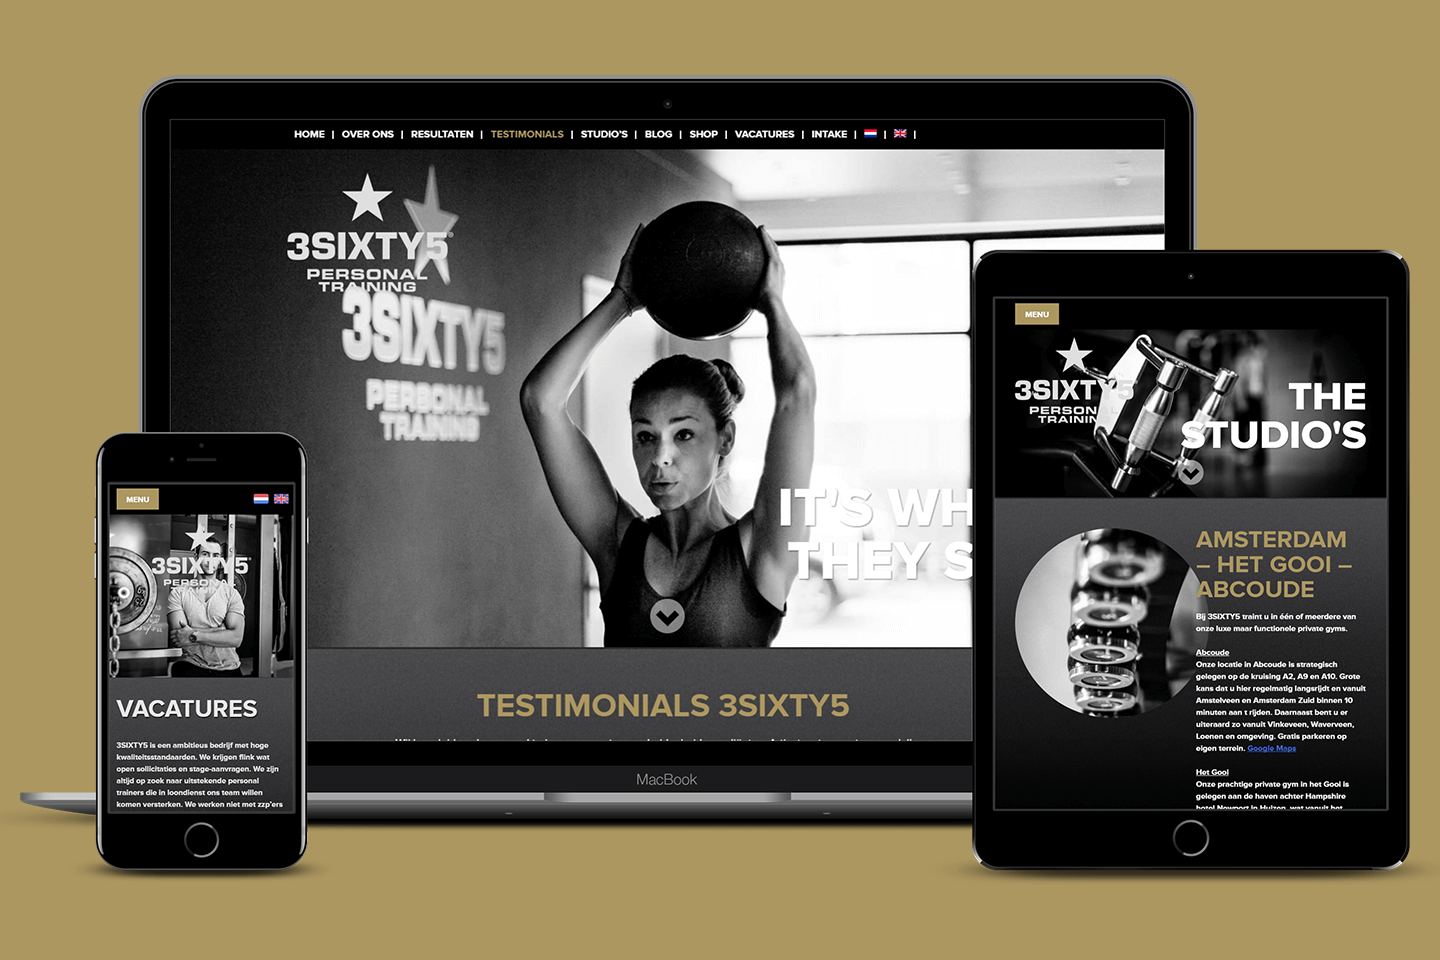 HOME | OVER ONS | RESULTATEN | TESTIMONIALS | STUDIO'S | BLOG | SHOP | VACATURES | INTAKE | | |
3SIXTY5®
PERSONAL
TRAINING
3SIXTY5
PERSONAL
TRAINING
IT'S WH
THEY S
TESTIMONIALS 3SIXTY5
MacBook
MENU
3SIXTY5
PERSONAL
VACATURES
3SIXTY5 is een ambitieus bedrijf met hoge
kwaliteitsstandaarden. We krijgen flink wat
open sollicitaties en stage-aanvragen. We zijn
altijd op zoek naar uitstekende personal
trainers die in loondienst ons team willen
komen versterken. We werken niet met zzp'ers
MENU
3SIXTY5
PERSONAL
TRAINING
THE
STUDIO'S
AMSTERDAM
– HET GOOI –
ABCOUDE
Bij 3SIXTY5 traint u in één of meerdere van
onze luxe maar functionele private gyms.
Abcoude
Onze locatie in Abcoude is strategisch
gelegen op de kruising A2, A9 en A10. Grote
kans dat u hier regelmatig langsrijdt en vanuit
Amstelveen en Amsterdam Zuid binnen 10
minuten aan t rijden. Daarnaast bent u er
uiteraard zo vanuit Vinkeveen, Waverveen,
Loenen en omgeving. Gratis parkeren op
eigen terrein. Google Maps
Het Gooi
Onze prachtige private gym in het Gooi is
gelegen aan de haven achter Hampshire
hotel Newport in Huizen, wat vanuit het